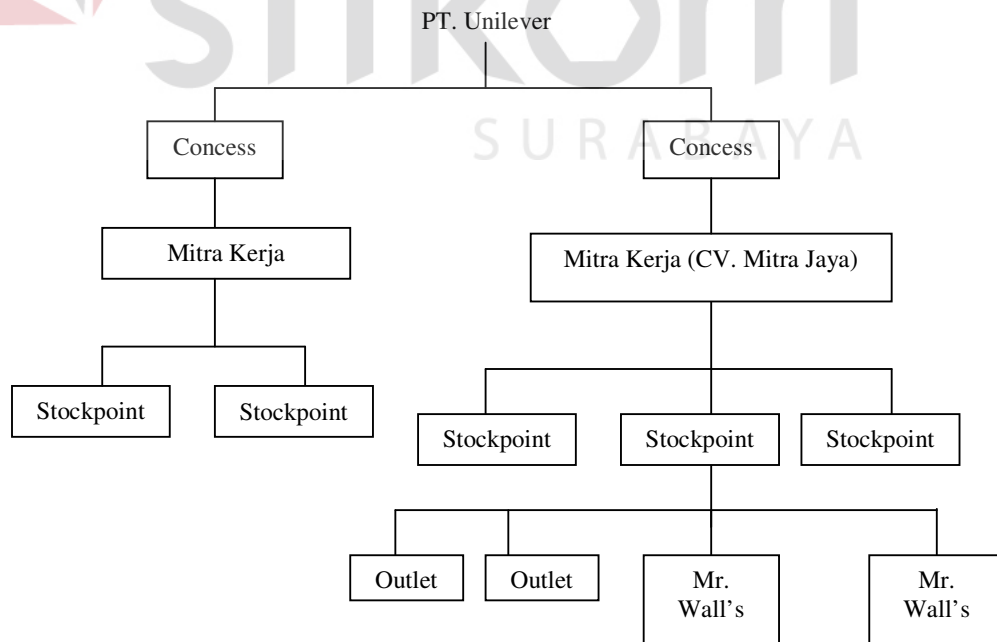 PT. Unilever
stikom
SURABAYA
Concess
Concess
Mitra Kerja
Mitra Kerja (CV. Mitra Jaya)
Stockpoint
Stockpoint
Stockpoint
Stockpoint
Stockpoint
Outlet
Outlet
Mr.
Wall's
Mr.
Wall's